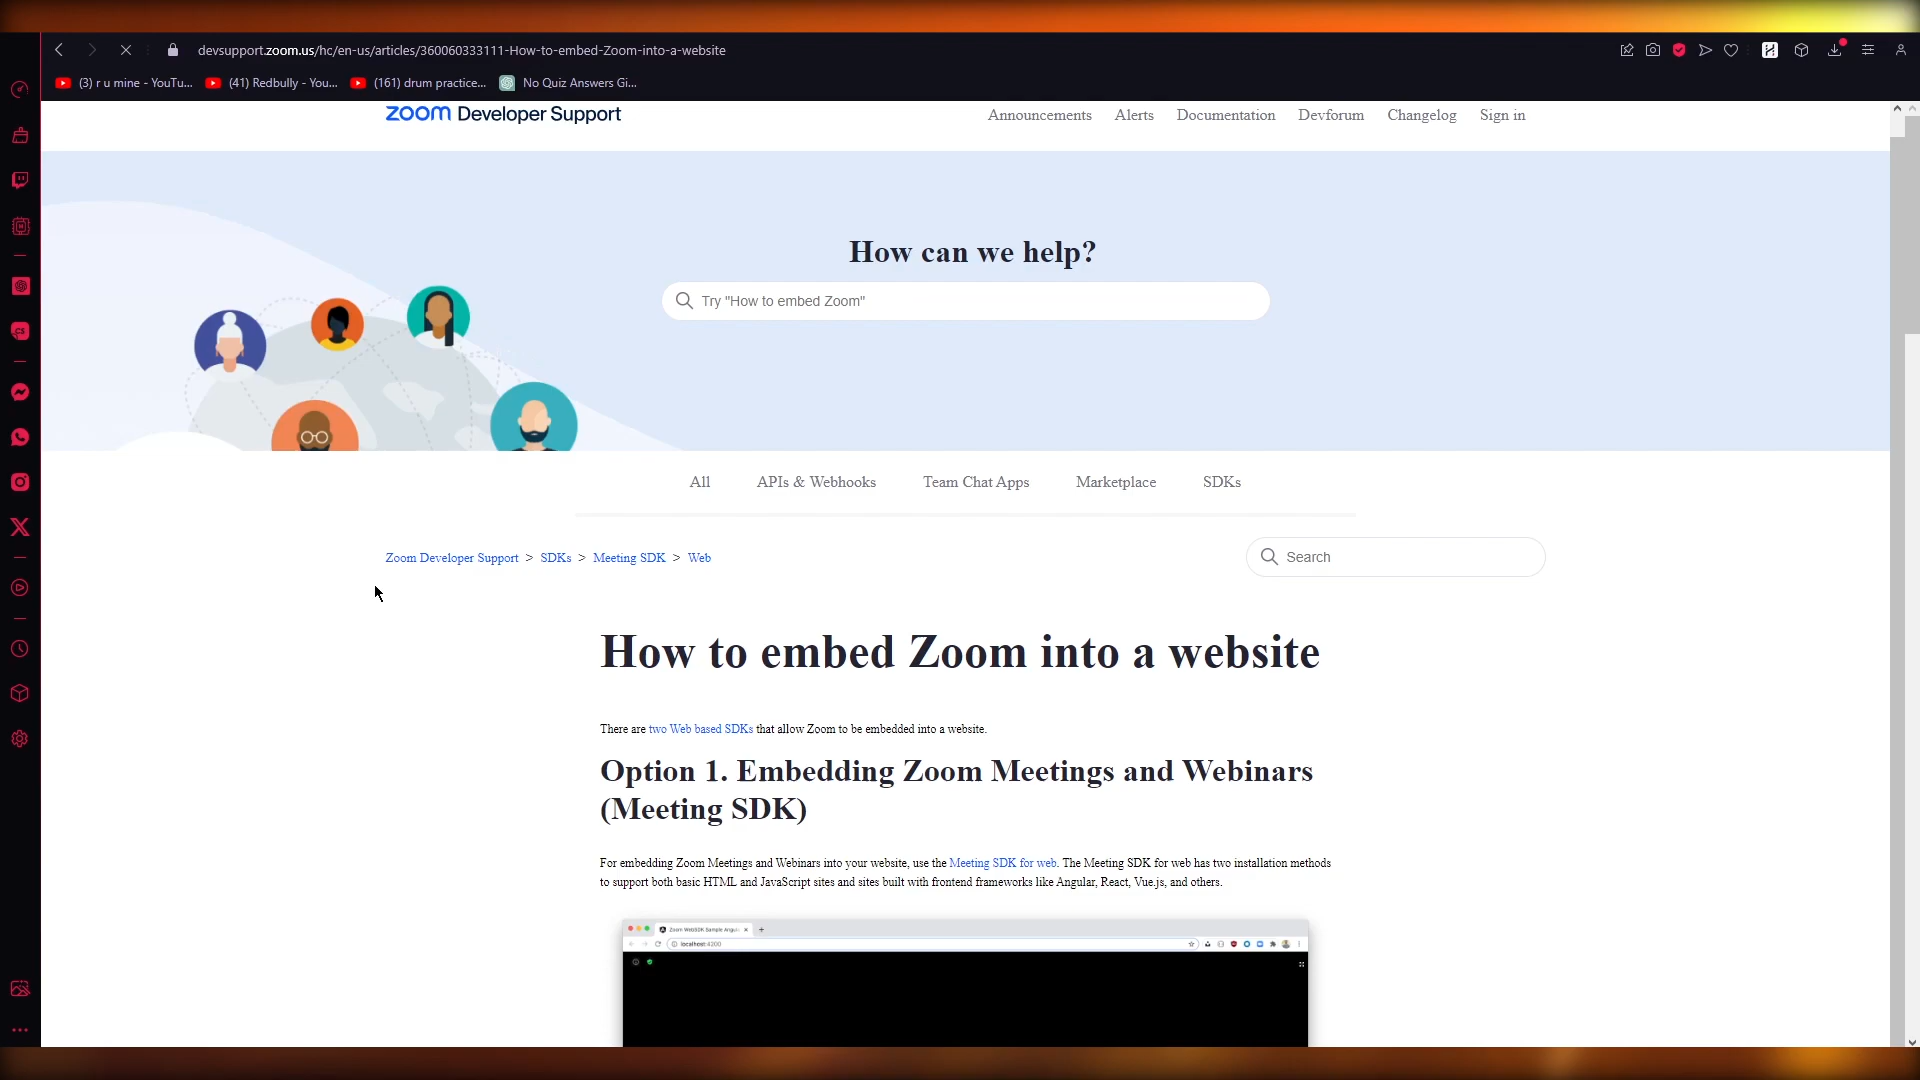 devsupport.zoom.us/hc/en-us/articles/360060333111-How-to-embed-Zoom-into-a-website
(3) r u mine - YouTu... (41) Redbully - You... (161) drum practice... No Quiz Answers Gi...
zoom Developer Support
Announcements Alerts Documentation Devforum Changelog Sign in
How can we help?
Try "How to embed Zoom"
All APIs & Webhooks Team Chat Apps Marketplace SDKs
Zoom Developer Support > SDKs > Meeting SDK > Web
Search
How to embed Zoom into a website
There are two Web based SDKs that allow Zoom to be embedded into a website.
Option 1. Embedding Zoom Meetings and Webinars
(Meeting SDK)
For embedding Zoom Meetings and Webinars into your website, use the Meeting SDK for web. The Meeting SDK for web has two installation methods
to support both basic HTML and JavaScript sites and sites built with frontend frameworks like Angular, React, Vue.js, and others.
Zoom WebSDK Sample Angul
localhost:4200